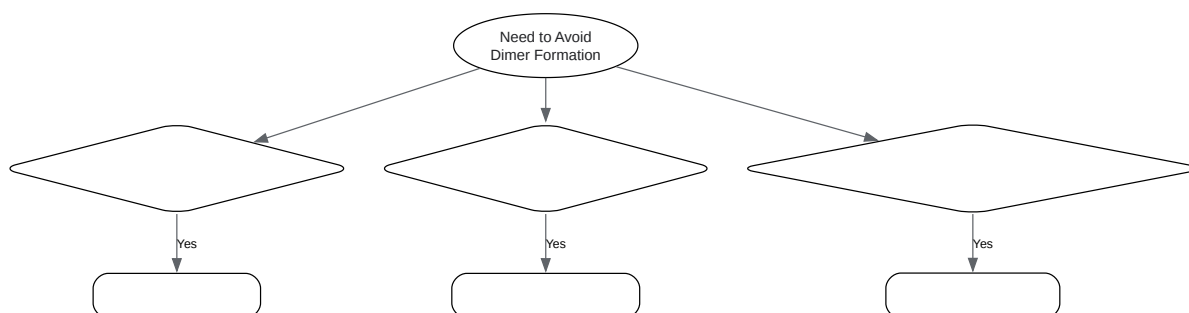 Need to Avoid
Dimer Formation
Yes
Yes
Yes